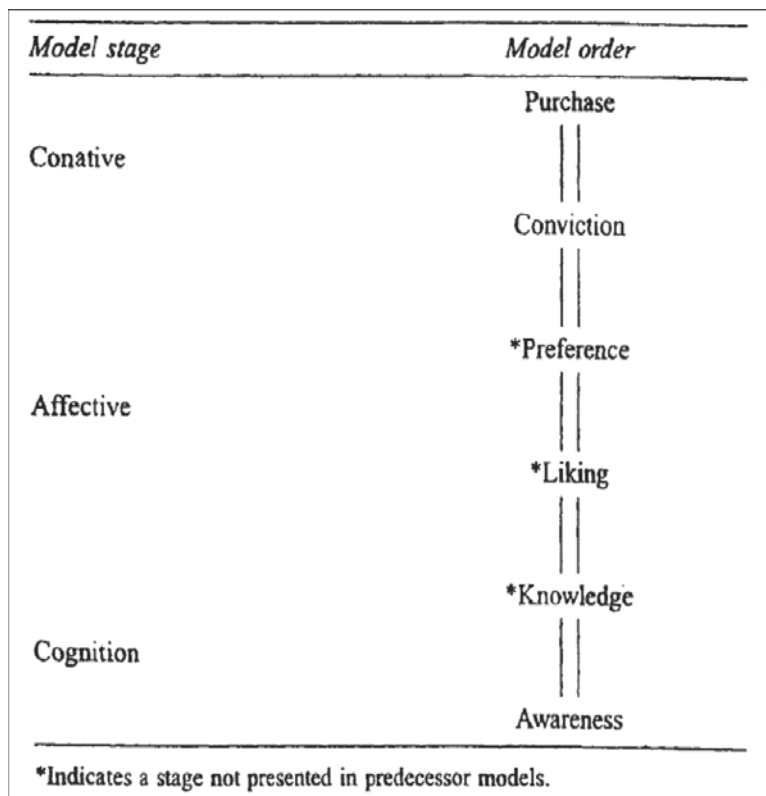 Model stage Model order
Purchase
Conative
Conviction
*Preference
Affective
*Liking
*Knowledge
Cognition
Awareness
*Indicates a stage not presented in predecessor models.